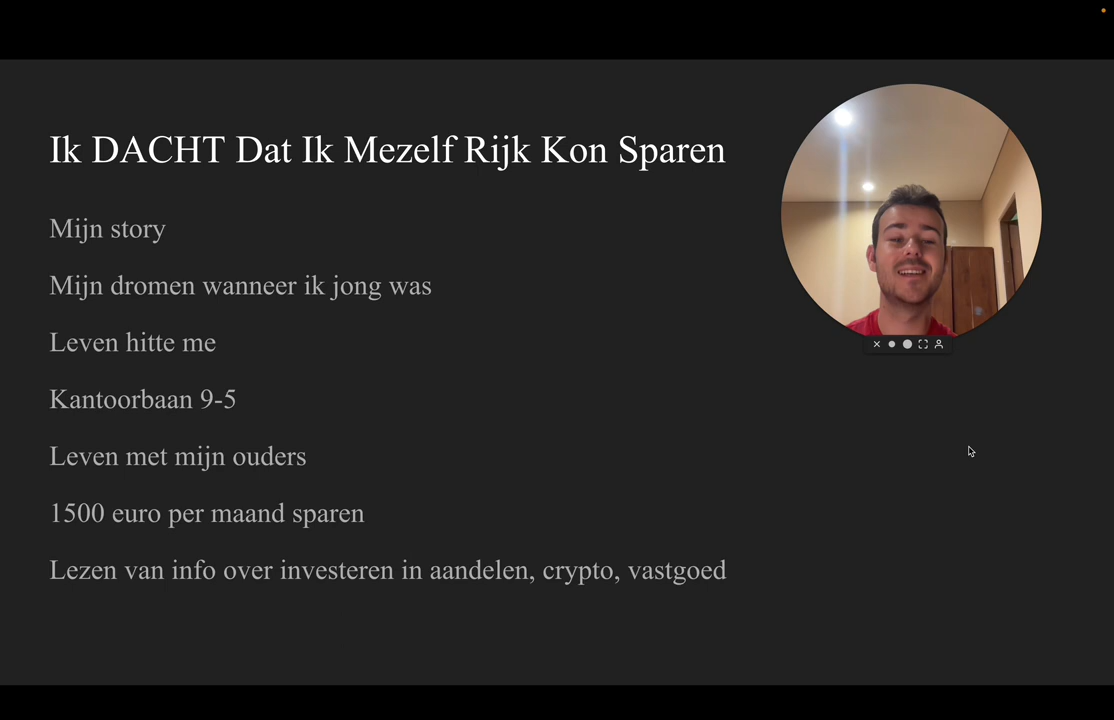 Ik DACHT Dat Ik Mezelf Rijk Kon Sparen
Mijn story
Mijn dromen wanneer ik jong was
Leven hitte me
Kantoorbaan 9-5
Leven met mijn ouders
1500 euro per maand sparen
Lezen van info over investeren in aandelen, crypto, vastgoed